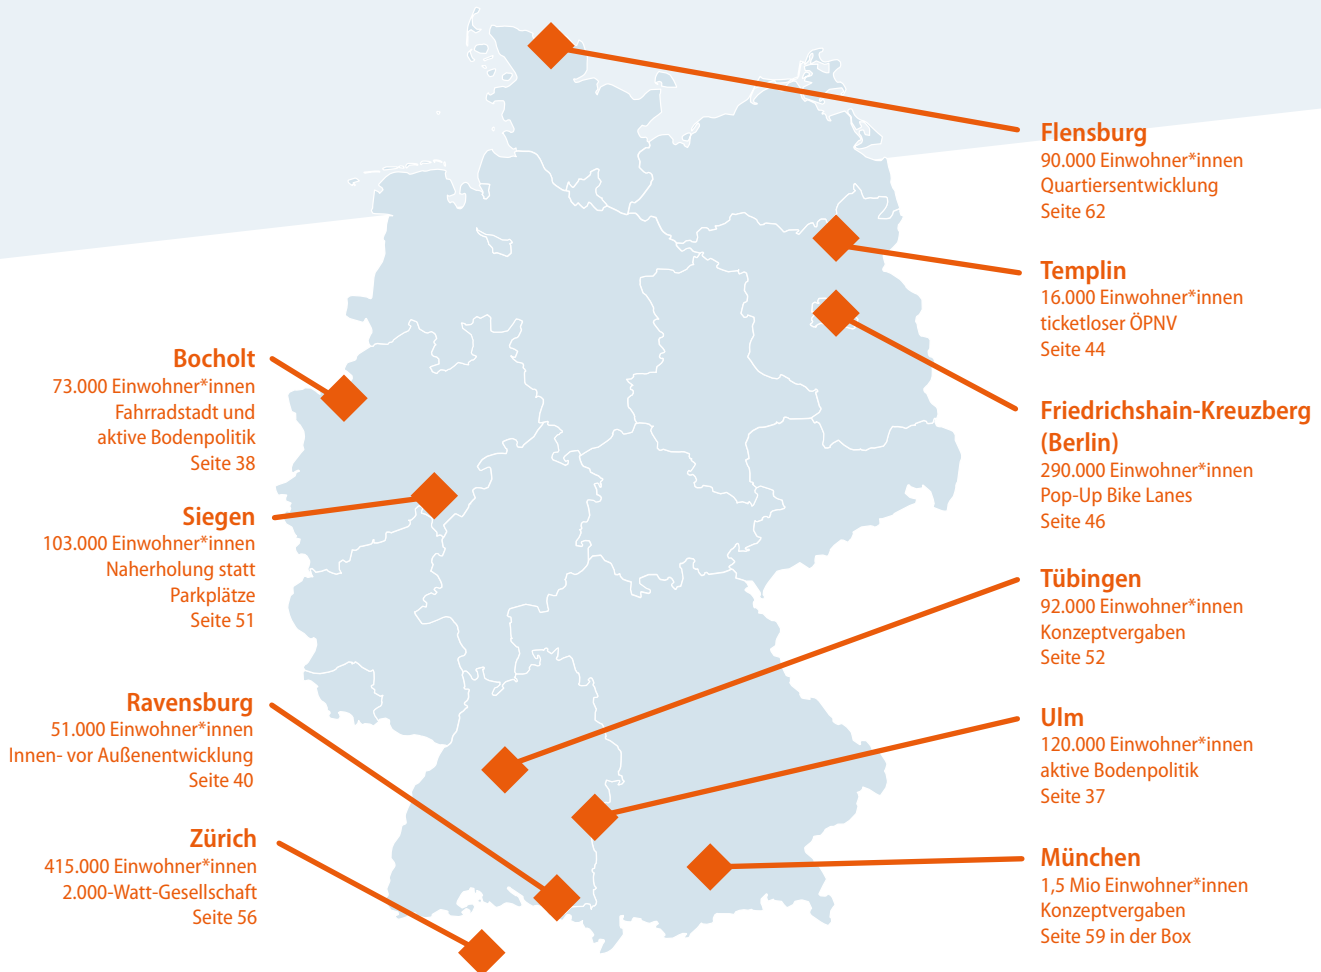 Flensburg
90.000 Einwohner*innen
Quartiersentwicklung
Seite 62
Templin
16.000 Einwohner*innen
ticketloser ÖPNV
Seite 44
Friedrichshain-Kreuzberg
(Berlin)
290.000 Einwohner*innen
Pop-Up Bike Lanes
Seite 46
Tübingen
92.000 Einwohner*innen
Konzeptvergaben
Seite 52
Ulm
120.000 Einwohner*innen
aktive Bodenpolitik
Seite 37
München
1,5 Mio Einwohner*innen
Konzeptvergaben
Seite 59 in der Box
Bocholt
73.000 Einwohner*innen
Fahrradstadt und
aktive Bodenpolitik
Seite 38
Siegen
103.000 Einwohner*innen
Naherholung statt
Parkplätze
Seite 51
Ravensburg
51.000 Einwohner*innen
Innen- vor Außenentwicklung
Seite 40
Zürich
415.000 Einwohner*innen
2.000-Watt-Gesellschaft
Seite 56